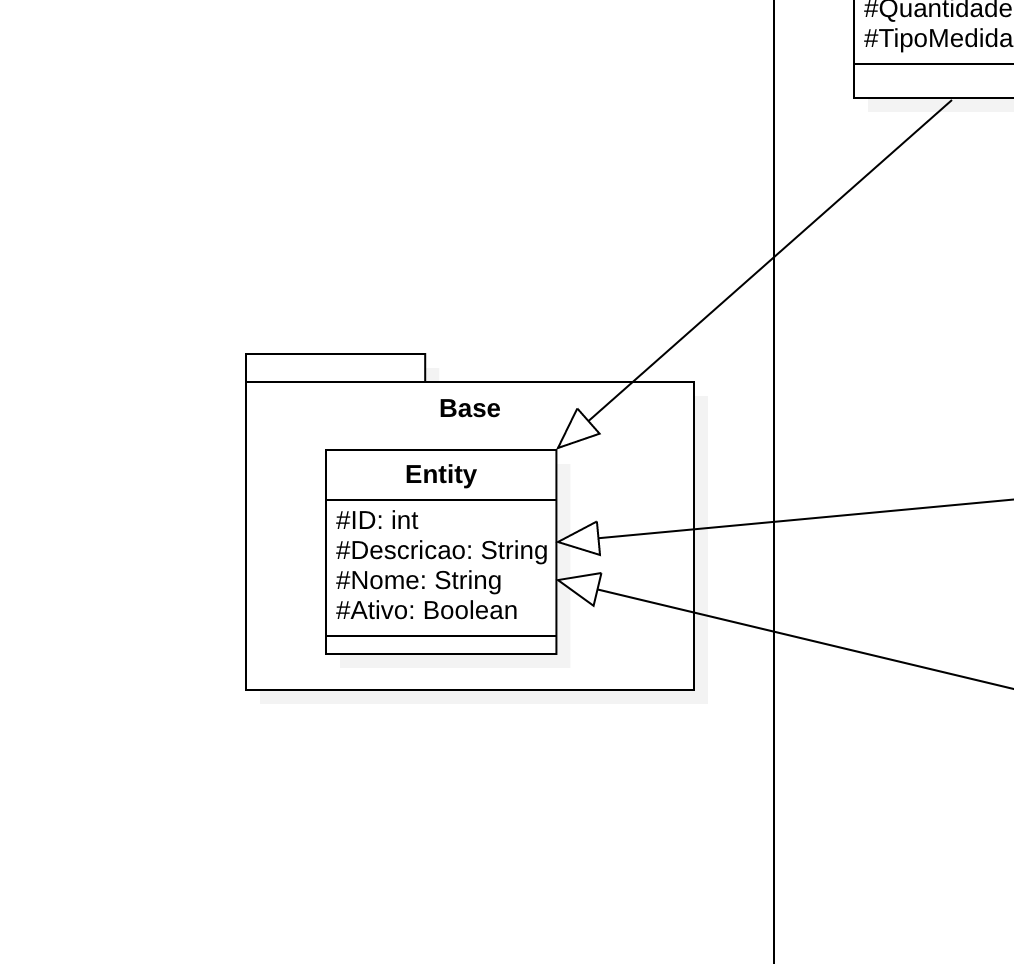 #Quantidade
#TipoMedida
Base
Entity
#ID: int
#Descricao: String
#Nome: String
#Ativo: Boolean